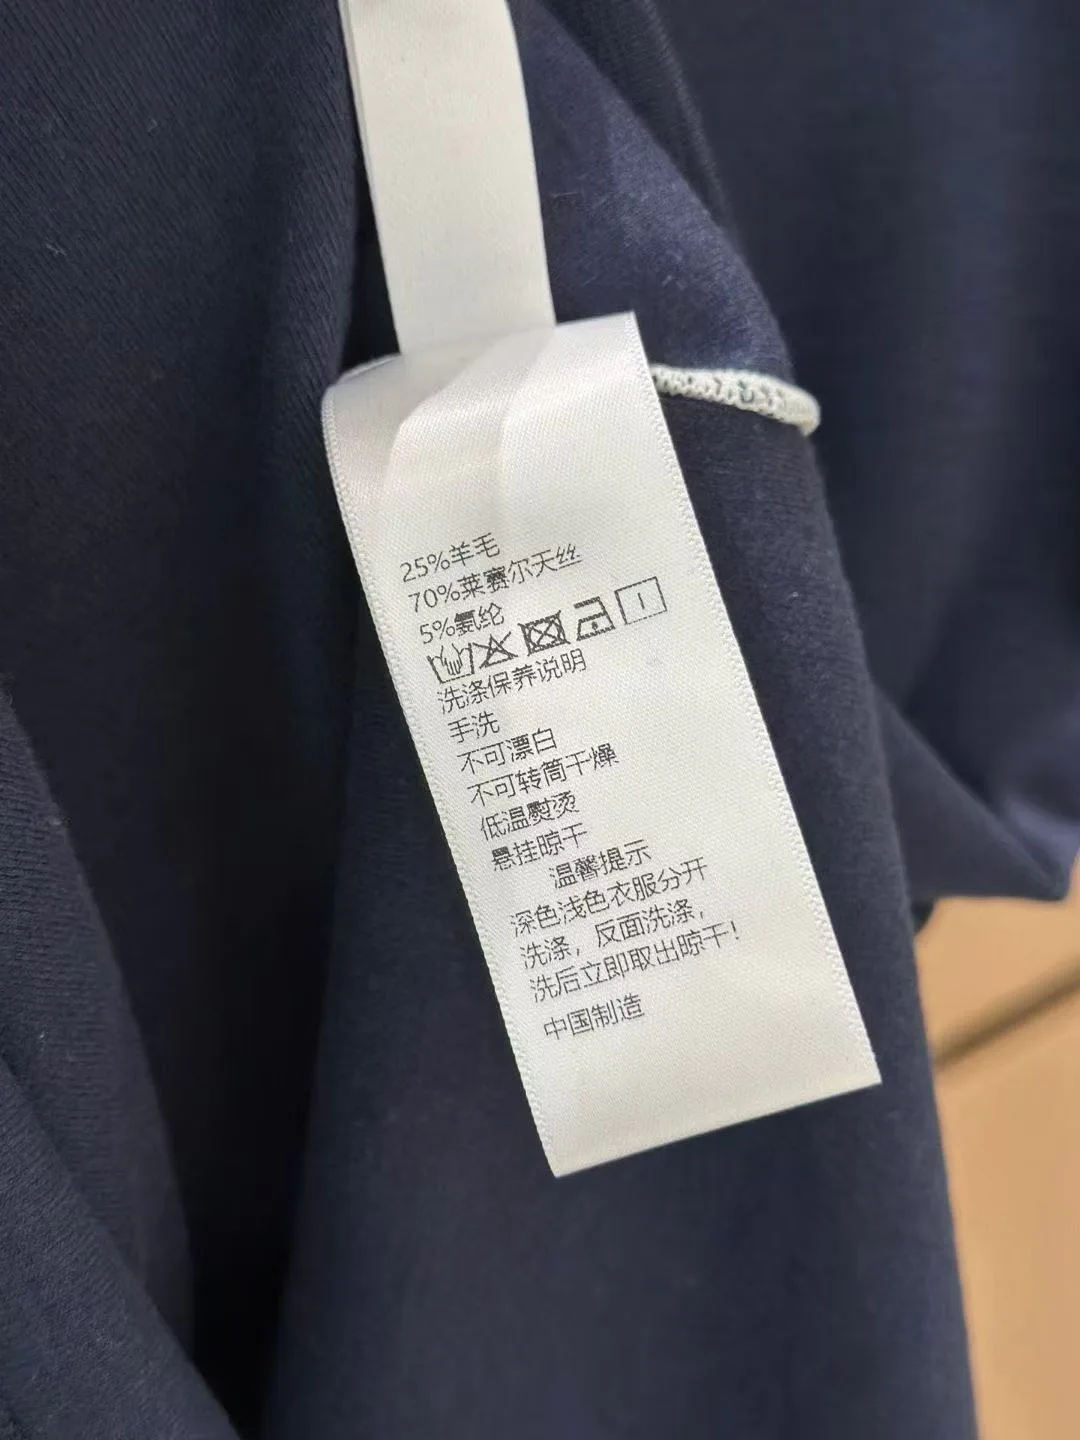 25%羊毛
70%莱赛尔天丝
5%氨纶
洗涤保养说明
手洗
不可漂白
不可转筒干燥
低温熨烫
悬挂晾干
温馨提示
深色浅色衣服分开
洗涤，反面洗涤，
洗后立即取出晾干！
中国制造